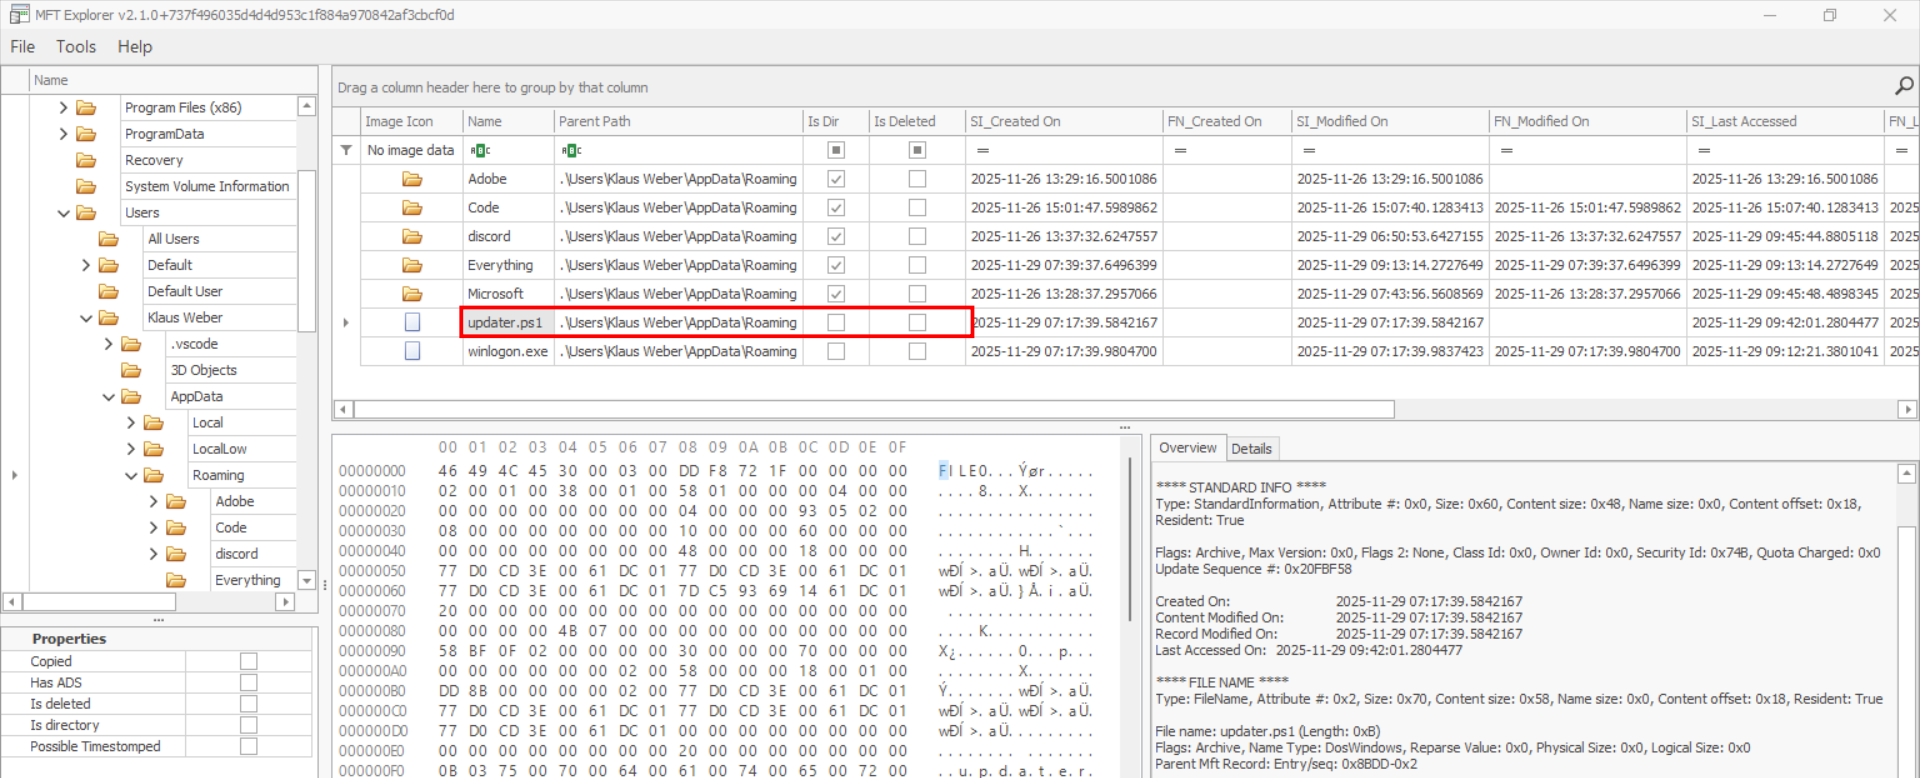 MFT Explorer v2.1.0+737f496035d4d4d953c1f884a970842af3cbcf0d
File Tools Help
Name
Program Files (x86)
ProgramData
Recovery
System Volume Information
Users
All Users
Default
Default User
Klaus Weber
.vscode
3D Objects
AppData
Local
LocalLow
Roaming
Adobe
Code
discord
Everything
Properties
Copied
Has ADS
Is deleted
Is directory
Possible Timestomped
Drag a column header here to group by that column
Image Icon Name Parent Path Is Dir Is Deleted SI_Created On FN_Created On SI_Modified On FN_Modified On SI_Last Accessed FN_L
No image data ABC ABC = = = = = =
Adobe .\Users\Klaus Weber\AppData\Roaming 2025-11-26 13:29:16.5001086 2025-11-26 13:29:16.5001086 2025-11-26 13:29:16.5001086
Code .\Users\Klaus Weber\AppData\Roaming 2025-11-26 15:01:47.5989862 2025-11-26 15:07:40.1283413 2025-11-26 15:01:47.5989862 2025-11-26 15:07:40.1283413 2025
discord .\Users\Klaus Weber\AppData\Roaming 2025-11-26 13:37:32.6247557 2025-11-29 06:50:53.6427155 2025-11-26 13:37:32.6247557 2025-11-29 09:45:44.8805118 2025
Everything .\Users\Klaus Weber\AppData\Roaming 2025-11-29 07:39:37.6496399 2025-11-29 09:13:14.2727649 2025-11-29 07:39:37.6496399 2025-11-29 09:13:14.2727649 2025
Microsoft .\Users\Klaus Weber\AppData\Roaming 2025-11-26 13:28:37.2957066 2025-11-29 07:43:56.5608569 2025-11-26 13:28:37.2957066 2025-11-29 09:45:48.4898345 2025
updater.ps1 .\Users\Klaus Weber\AppData\Roaming 2025-11-29 07:17:39.5842167 2025-11-29 07:17:39.5842167 2025-11-29 09:42:01.2804477
winlogon.exe .\Users\Klaus Weber\AppData\Roaming 2025-11-29 07:17:39.9804700 2025-11-29 07:17:39.9837423 2025-11-29 07:17:39.9804700 2025-11-29 09:12:21.3801041 2025
00 01 02 03 04 05 06 07 08 09 0A 0B 0C 0D 0E 0F
00000000 46 49 4C 45 30 00 03 00 DD F8 72 1F 00 00 00 00 FILE0...Ýør.....
00000010 02 00 01 00 38 00 01 00 58 01 00 00 00 04 00 00 ....8...X.......
00000020 00 00 00 00 00 00 00 00 04 00 00 00 93 05 02 00 ................
00000030 08 00 00 00 00 00 00 00 10 00 00 00 60 00 00 00 ............`...
00000040 00 00 00 00 00 00 00 00 48 00 00 00 18 00 00 00 ........H.......
00000050 77 D0 CD 3E 00 61 DC 01 77 D0 CD 3E 00 61 DC 01 wÐÍ>.aÜ.wÐÍ>.aÜ.
00000060 77 D0 CD 3E 00 61 DC 01 7D C5 93 69 14 61 DC 01 wÐÍ>.aÜ.}Å.i.aÜ.
00000070 20 00 00 00 00 00 00 00 00 00 00 00 00 00 00 00 ...............
00000080 00 00 00 00 4B 07 00 00 00 00 00 00 00 00 00 00 ....K...........
00000090 58 BF 0F 02 00 00 00 00 30 00 00 00 70 00 00 00 X¿......0...p...
000000A0 00 00 00 00 00 00 02 00 58 00 00 00 18 00 01 00 ........X.......
000000B0 DD 8B 00 00 00 00 02 00 77 D0 CD 3E 00 61 DC 01 Ý.......wÐÍ>.aÜ.
000000C0 77 D0 CD 3E 00 61 DC 01 77 D0 CD 3E 00 61 DC 01 wÐÍ>.aÜ.wÐÍ>.aÜ.
000000D0 77 D0 CD 3E 00 61 DC 01 00 00 00 00 00 00 00 00 wÐÍ>.aÜ.........
000000E0 00 00 00 00 00 00 00 00 20 00 00 00 00 00 00 00 ........ .......
000000F0 0B 03 75 00 70 00 64 00 61 00 74 00 65 00 72 00 ..u.p.d.a.t.e.r.
Overview Details
**** STANDARD INFO ****
Type: StandardInformation, Attribute #: 0x0, Size: 0x60, Content size: 0x48, Name size: 0x0, Content offset: 0x18,
Resident: True
Flags: Archive, Max Version: 0x0, Flags 2: None, Class Id: 0x0, Owner Id: 0x0, Security Id: 0x74B, Quota Charged: 0x0
Update Sequence #: 0x20FBF58
Created On: 2025-11-29 07:17:39.5842167
Content Modified On: 2025-11-29 07:17:39.5842167
Record Modified On: 2025-11-29 07:17:39.5842167
Last Accessed On: 2025-11-29 09:42:01.2804477
**** FILE NAME ****
Type: FileName, Attribute #: 0x2, Size: 0x70, Content size: 0x58, Name size: 0x0, Content offset: 0x18, Resident: True
File name: updater.ps1 (Length: 0xB)
Flags: Archive, Name Type: DosWindows, Reparse Value: 0x0, Physical Size: 0x0, Logical Size: 0x0
Parent Mft Record: Entry/seq: 0x8BDD-0x2